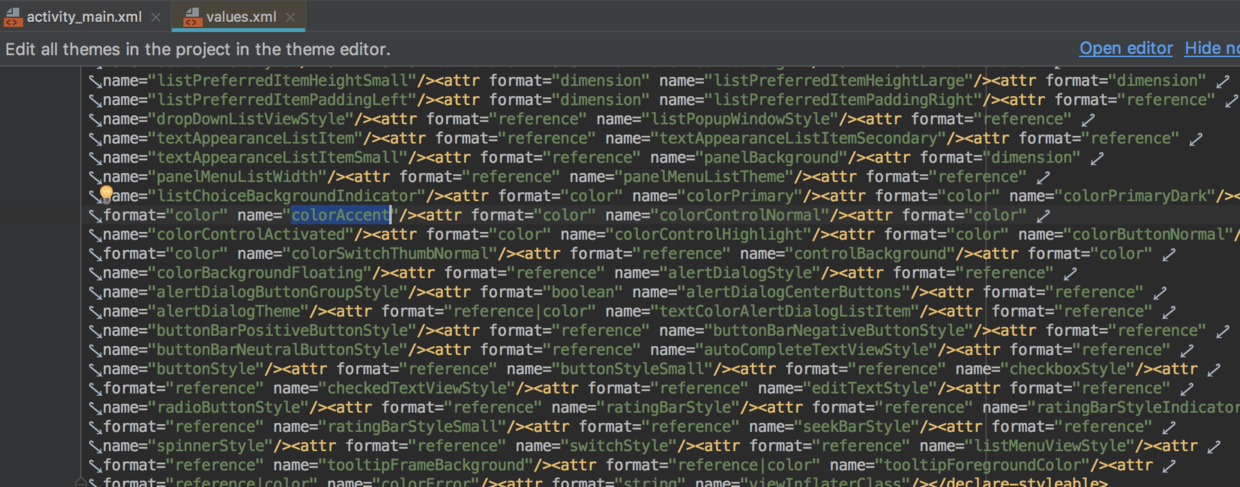 activity_main.xml values.xml
Edit all themes in the project in the theme editor. Open editor Hide no
name="listPreferredItemHeightSmall"/><attr format="dimension" name="listPreferredItemHeightLarge"/><attr format="dimension"
name="listPreferredItemPaddingLeft"/><attr format="dimension" name="listPreferredItemPaddingRight"/><attr format="reference"
name="dropDownListViewStyle"/><attr format="reference" name="listPopupWindowStyle"/><attr format="reference"
name="textAppearanceListItem"/><attr format="reference" name="textAppearanceListItemSecondary"/><attr format="reference"
name="textAppearanceListItemSmall"/><attr format="reference" name="panelBackground"/><attr format="dimension"
name="panelMenuListWidth"/><attr format="reference" name="panelMenuListTheme"/><attr format="reference"
name="listChoiceBackgroundIndicator"/><attr format="color" name="colorPrimary"/><attr format="color" name="colorPrimaryDark"/><
format="color" name="colorAccent"/><attr format="color" name="colorControlNormal"/><attr format="color"
name="colorControlActivated"/><attr format="color" name="colorControlHighlight"/><attr format="color" name="colorButtonNormal"/
format="color" name="colorSwitchThumbNormal"/><attr format="reference" name="controlBackground"/><attr format="color"
name="colorBackgroundFloating"/><attr format="reference" name="alertDialogStyle"/><attr format="reference"
name="alertDialogButtonGroupStyle"/><attr format="boolean" name="alertDialogCenterButtons"/><attr format="reference"
name="alertDialogTheme"/><attr format="reference|color" name="textColorAlertDialogListItem"/><attr format="reference"
name="buttonBarPositiveButtonStyle"/><attr format="reference" name="buttonBarNegativeButtonStyle"/><attr format="reference"
name="buttonBarNeutralButtonStyle"/><attr format="reference" name="autoCompleteTextViewStyle"/><attr format="reference"
name="buttonStyle"/><attr format="reference" name="buttonStyleSmall"/><attr format="reference" name="checkboxStyle"/><attr
format="reference" name="checkedTextViewStyle"/><attr format="reference" name="editTextStyle"/><attr format="reference"
name="radioButtonStyle"/><attr format="reference" name="ratingBarStyle"/><attr format="reference" name="ratingBarStyleIndicator
format="reference" name="ratingBarStyleSmall"/><attr format="reference" name="seekBarStyle"/><attr format="reference"
name="spinnerStyle"/><attr format="reference" name="switchStyle"/><attr format="reference" name="listMenuViewStyle"/><attr
format="reference" name="tooltipFrameBackground"/><attr format="reference|color" name="tooltipForegroundColor"/><attr
format="reference|color" name="colorError"/><attr format="string" name="viewInflaterClass"/></declare-styleable>